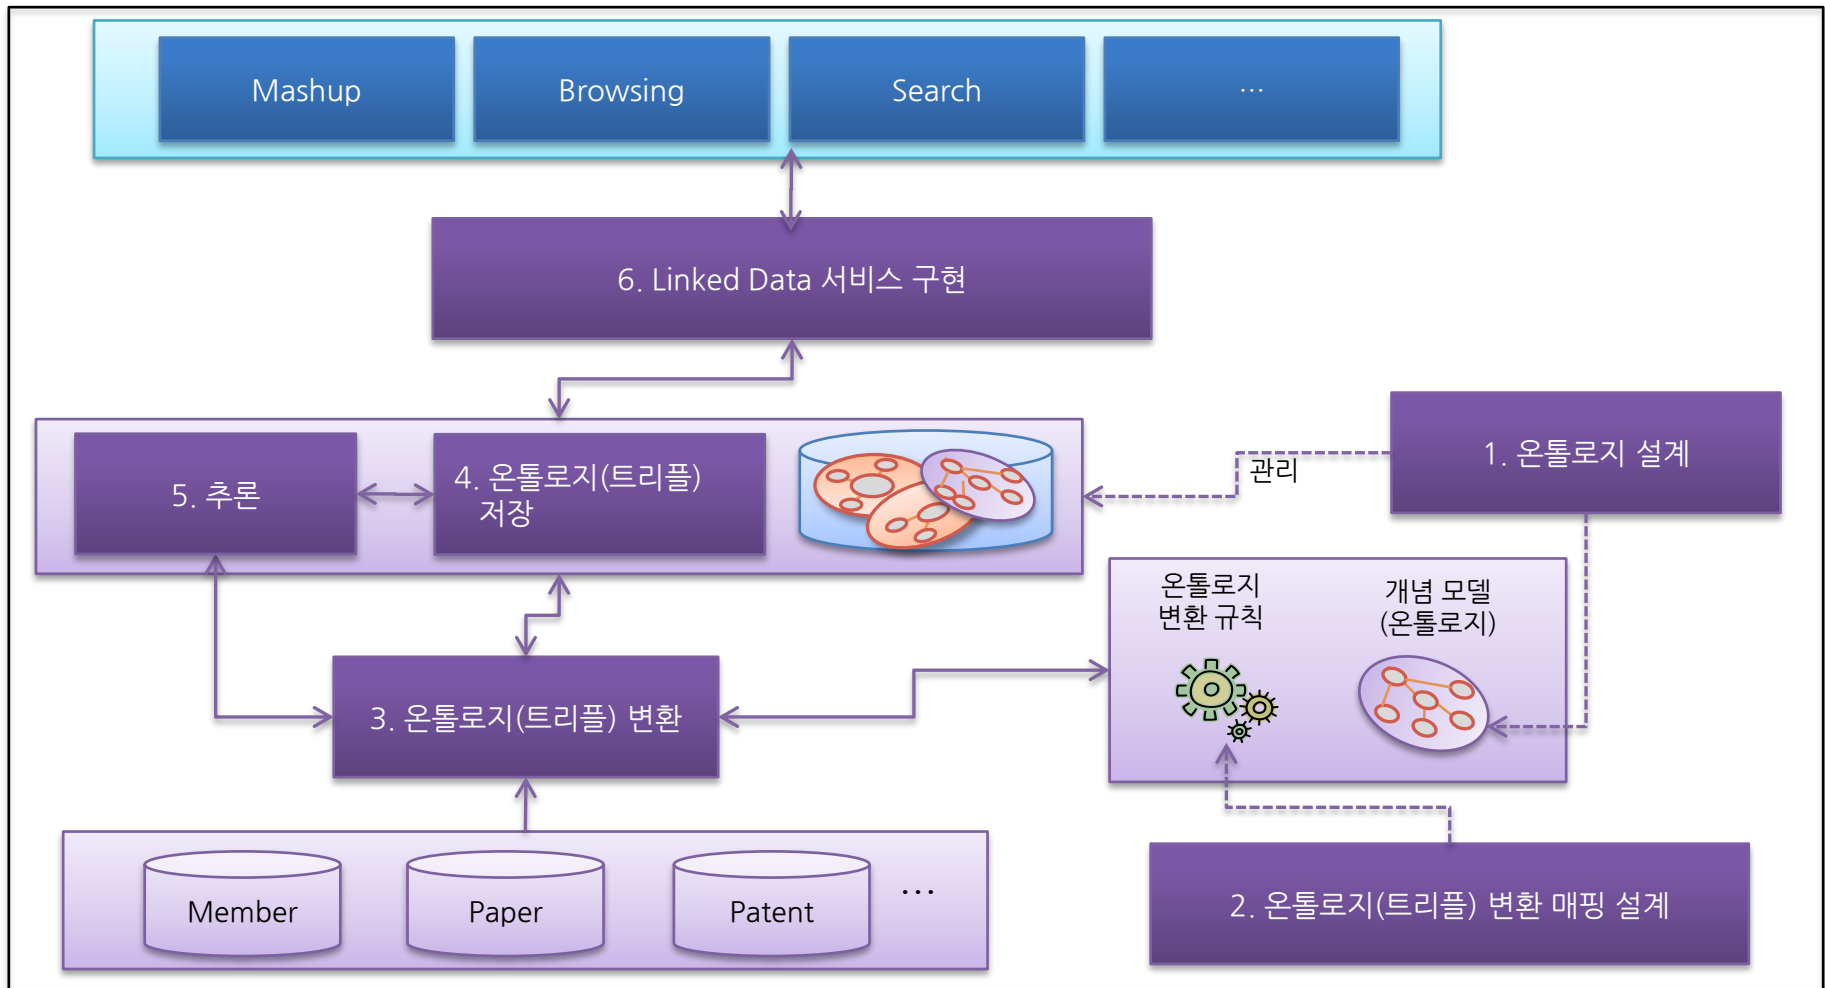 Mashup
Browsing
Search
…
6. Linked Data 서비스 구현
1. 온톨로지 설계
관리
5. 추론
4. 온톨로지(트리플)
저장
온톨로지
변환 규칙
개념 모델
(온톨로지)
3. 온톨로지(트리플) 변환
Member
Paper
Patent
…
2. 온톨로지(트리플) 변환 매핑 설계